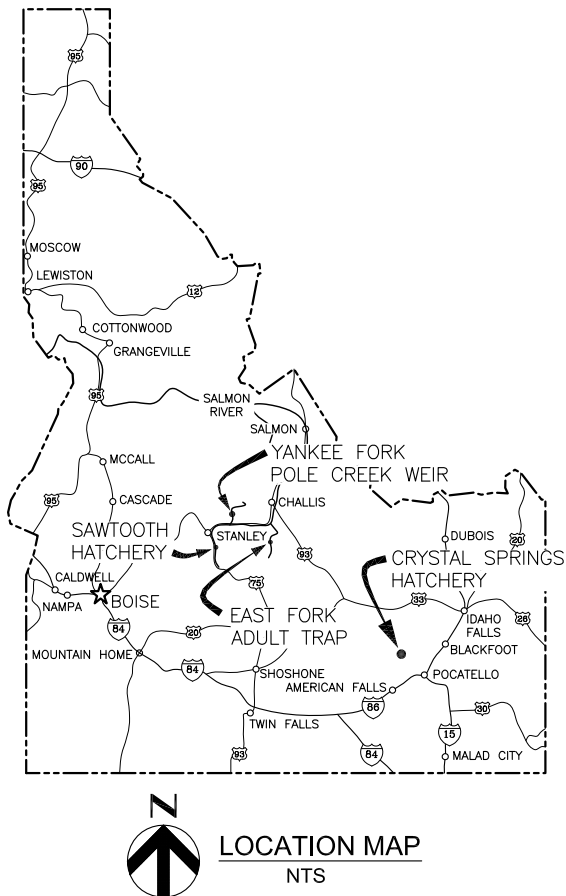 95
90
95
MOSCOW
LEWISTON
12
COTTONWOOD
GRANGEVILLE
95
SALMON
RIVER
SALMON
YANKEE FORK
POLE CREEK WEIR
MCCALL
95
CASCADE
CHALLIS
SAWTOOTH
HATCHERY
STANLEY
DUBOIS
20
93
CRYSTAL SPRINGS
HATCHERY
CALDWELL
NAMPA
BOISE
75
33
EAST FORK
ADULT TRAP
IDAHO
FALLS
26
84
20
BLACKFOOT
MOUNTAIN HOME
84
SHOSHONE
POCATELLO
AMERICAN FALLS
86
30
TWIN FALLS
15
93
84
MALAD CITY
N
LOCATION MAP
NTS